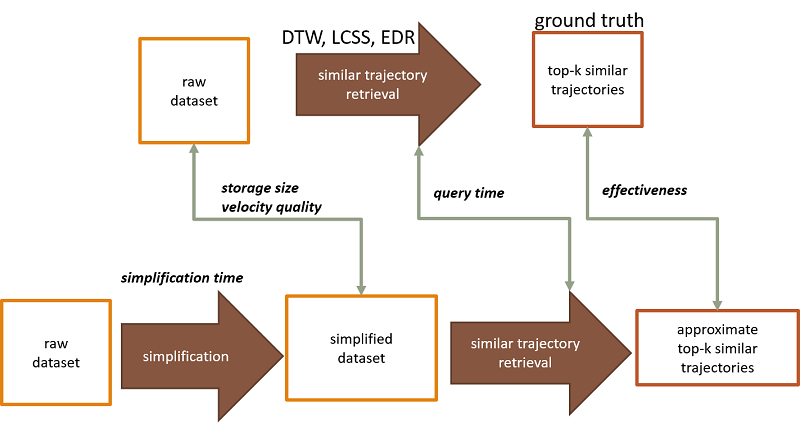 ground truth
DTW, LCSS, EDR
raw
dataset
similar trajectory
retrieval
top-k similar
trajectories
storage size
velocity quality
query time
effectiveness
simplification time
raw
dataset
simplification
simplified
dataset
similar trajectory
retrieval
approximate
top-k similar
trajectories